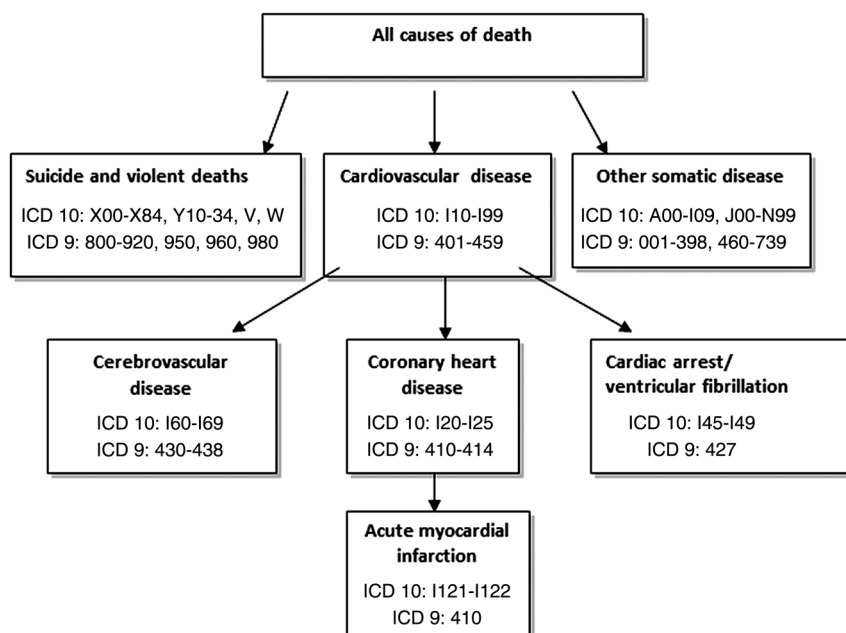 All causes of death
Suicide and violent deaths
ICD 10: X00-X84, Y10-34, V, W
ICD 9: 800-920, 950, 960, 980
Cardiovascular disease
ICD 10: I10-I99
ICD 9: 401-459
Other somatic disease
ICD 10: A00-I09, J00-N99
ICD 9: 001-398, 460-739
Cerebrovascular
disease
ICD 10: I60-I69
ICD 9: 430-438
Coronary heart
disease
ICD 10: I20-I25
ICD 9: 410-414
Cardiac arrest/
ventricular fibrillation
ICD 10: I45-I49
ICD 9: 427
Acute myocardial
infarction
ICD 10: I121-I122
ICD 9: 410